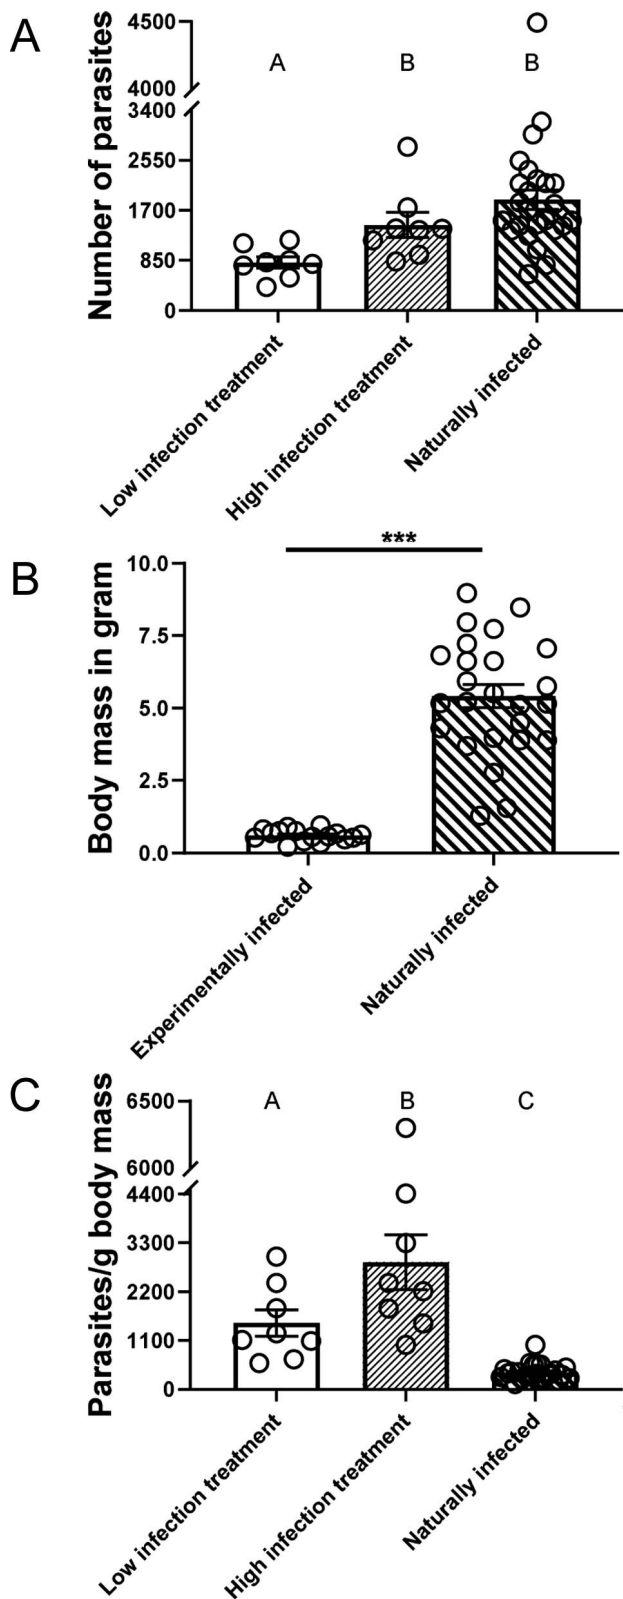 A
Number of parasites
4500
4000
3400
2550
1700
850
0
A B B
Low infection treatment
High infection treatment
Naturally infected
B
Body mass in gram
10.0
7.5
5.0
2.5
0.0
***
Experimentally infected
Naturally infected
C
Parasites/g body mass
6500
6000
4400
3300
2200
1100
0
A B C
Low infection treatment
High infection treatment
Naturally infected